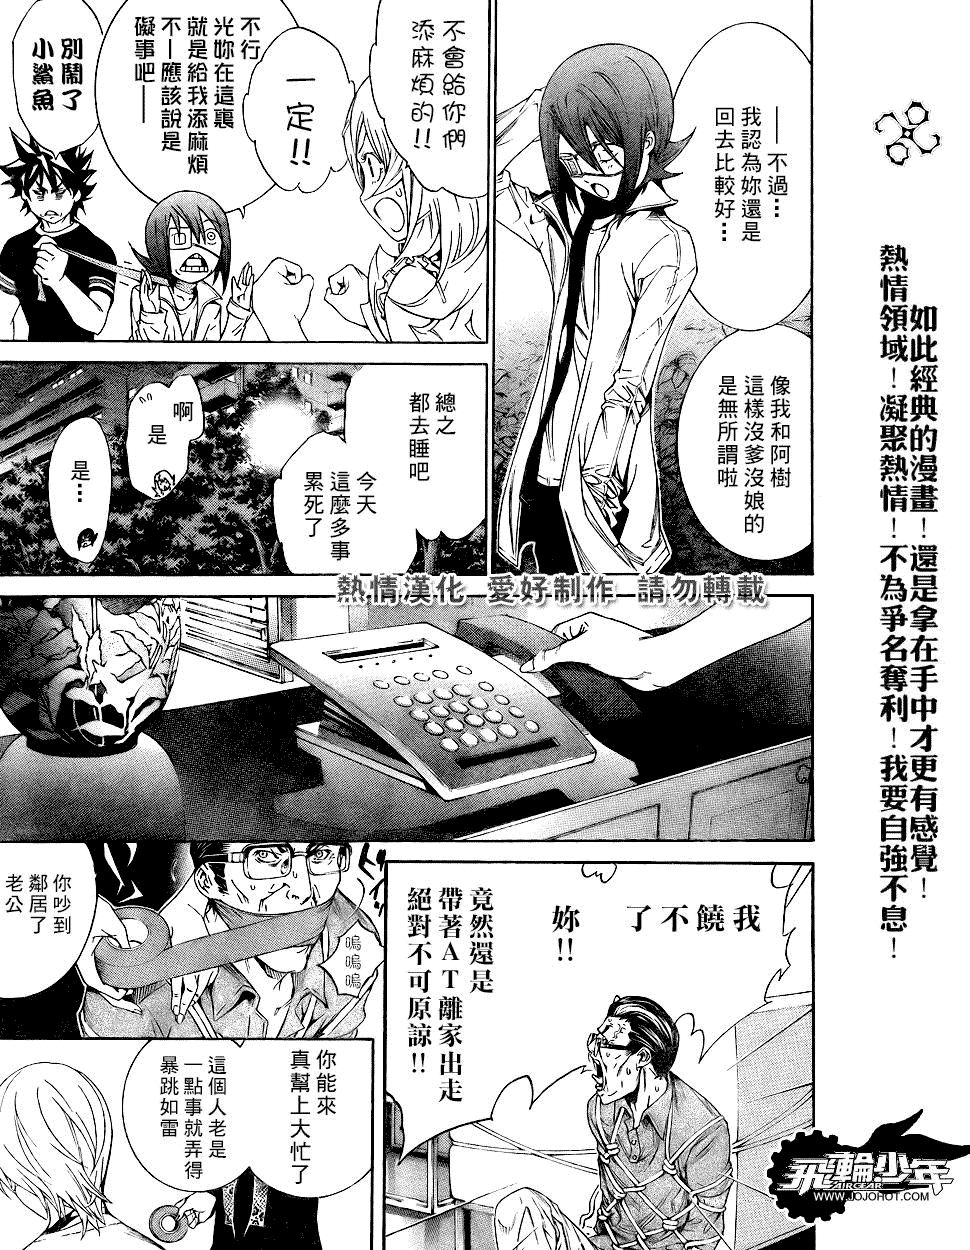 ——不過…
我認為妳還是
回去比較好…
像我和阿樹
這樣沒爹沒娘的
是無所謂啦
不會給你們
添麻煩的!!
一定!!
不行
光妳在這裏
就是給我添麻煩
不—應該說是
礙事吧——
別鬧了
小鯊魚
總之
都去睡吧
今天
這麼多事
累死了
啊
是
是…
熱情漢化 愛好制作 請勿轉載
我饒不了
妳!!
竟然還是
帶著AT離家出走
絕對不可原諒!!
嗚嗚嗚
你吵到
鄰居了
老公
你能來
真幫上大忙了
這個人老是
一點事就弄得
暴跳如雷
如此經典的漫畫!還是拿在手中才更有感覺!
熱情領域!凝聚熱情!不為爭名奪利!我要自強不息!
飛輪少年
AIRGEAR
WWW.JOJOHOT.COM